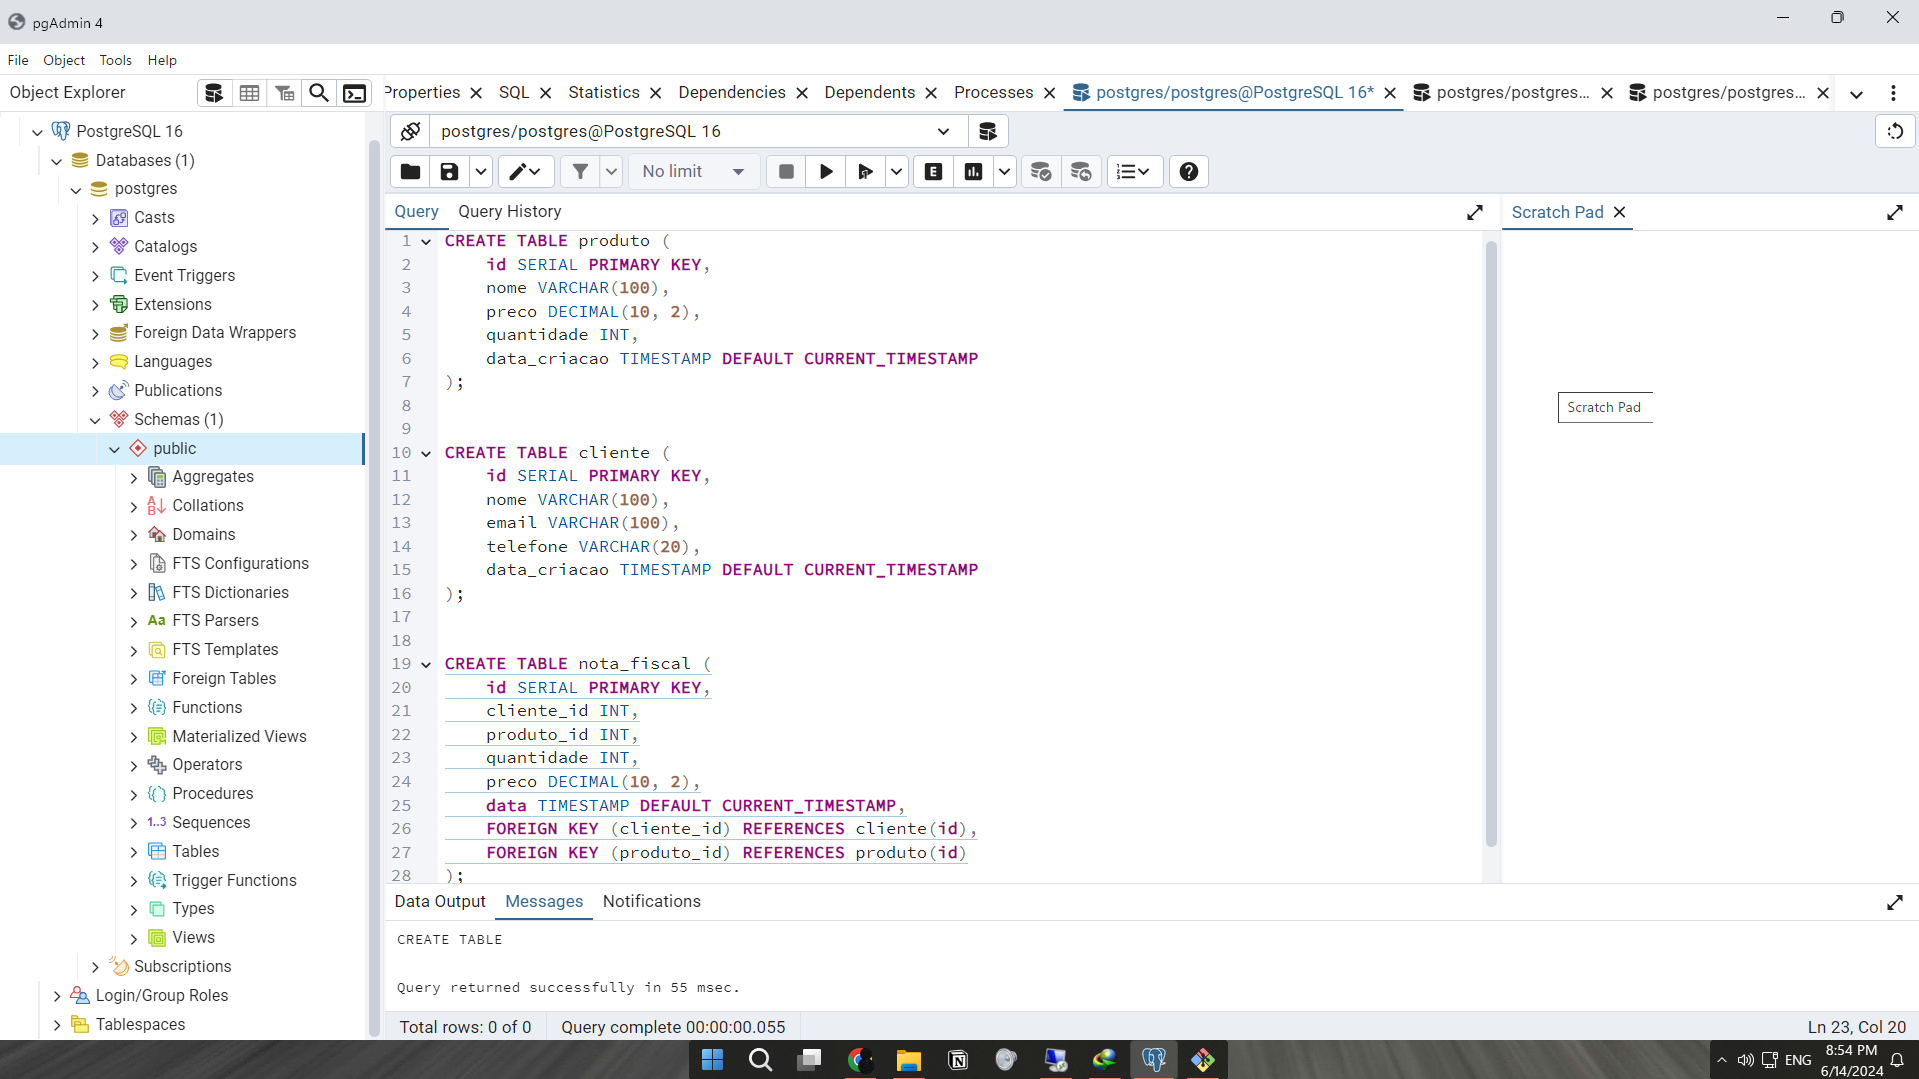 pgAdmin 4
File Object Tools Help
Object Explorer
Properties SQL Statistics Dependencies Dependents Processes postgres/postgres@PostgreSQL 16* postgres/postgres... postgres/postgres...
PostgreSQL 16
Databases (1)
postgres
Casts
Catalogs
Event Triggers
Extensions
Foreign Data Wrappers
Languages
Publications
Schemas (1)
public
Aggregates
Collations
Domains
FTS Configurations
FTS Dictionaries
Aa FTS Parsers
FTS Templates
Foreign Tables
Functions
Materialized Views
Operators
Procedures
1..3 Sequences
Tables
Trigger Functions
Types
Views
Subscriptions
Login/Group Roles
Tablespaces
postgres/postgres@PostgreSQL 16
No limit
Query Query History
Scratch Pad
1 CREATE TABLE produto (
2 id SERIAL PRIMARY KEY,
3 nome VARCHAR(100),
4 preco DECIMAL(10, 2),
5 quantidade INT,
6 data_criacao TIMESTAMP DEFAULT CURRENT_TIMESTAMP
7 );
8
9
10 CREATE TABLE cliente (
11 id SERIAL PRIMARY KEY,
12 nome VARCHAR(100),
13 email VARCHAR(100),
14 telefone VARCHAR(20),
15 data_criacao TIMESTAMP DEFAULT CURRENT_TIMESTAMP
16 );
17
18
19 CREATE TABLE nota_fiscal (
20 id SERIAL PRIMARY KEY,
21 cliente_id INT,
22 produto_id INT,
23 quantidade INT,
24 preco DECIMAL(10, 2),
25 data TIMESTAMP DEFAULT CURRENT_TIMESTAMP,
26 FOREIGN KEY (cliente_id) REFERENCES cliente(id),
27 FOREIGN KEY (produto_id) REFERENCES produto(id)
28 );
Scratch Pad
Data Output Messages Notifications
CREATE TABLE
Query returned successfully in 55 msec.
Total rows: 0 of 0 Query complete 00:00:00.055
Ln 23, Col 20
ENG
8:54 PM
6/14/2024